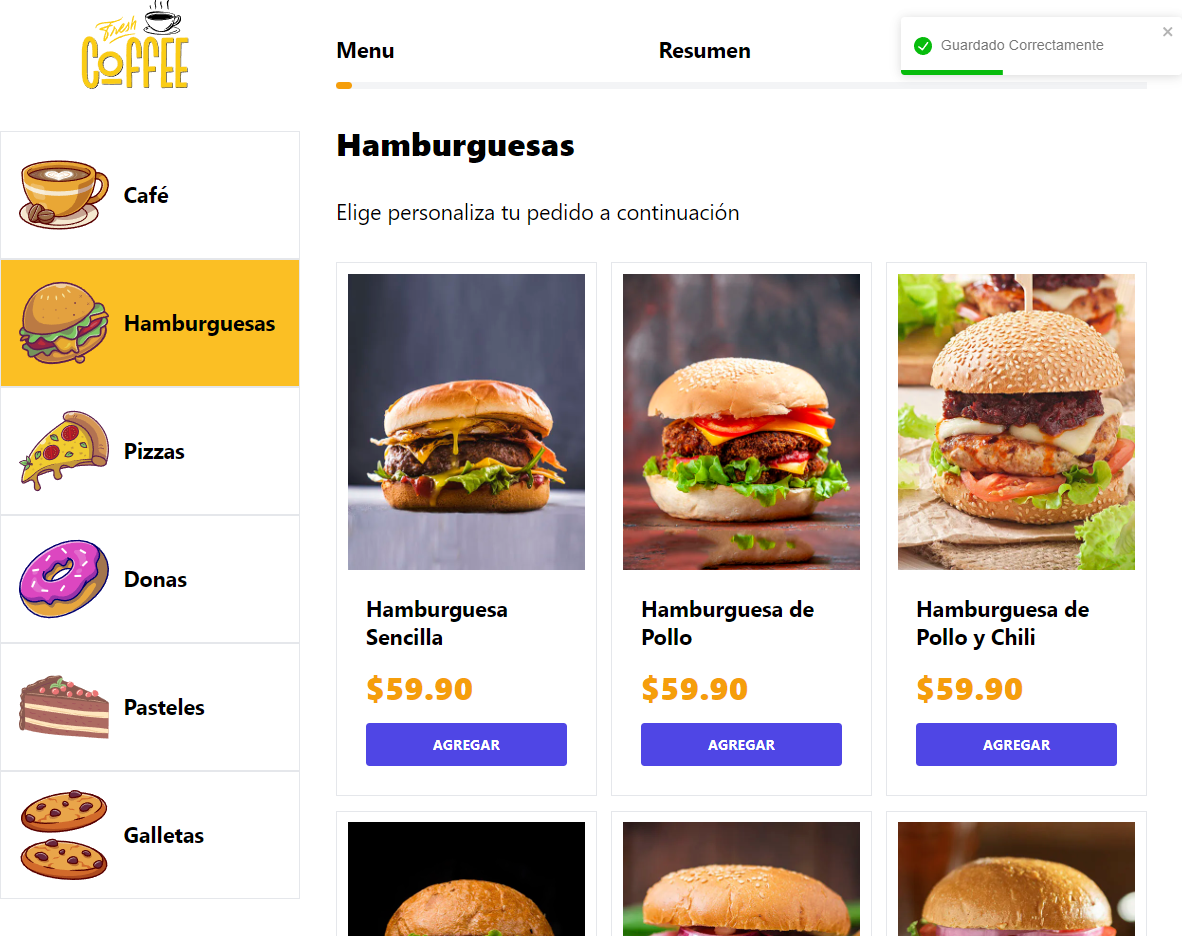 Fresh
COFFEE
Menu
Resumen
Guardado Correctamente
Café
Hamburguesas
Pizzas
Donas
Pasteles
Galletas
Hamburguesas
Elige personaliza tu pedido a continuación
Hamburguesa
Sencilla
$59.90
AGREGAR
Hamburguesa de
Pollo
$59.90
AGREGAR
Hamburguesa de
Pollo y Chili
$59.90
AGREGAR